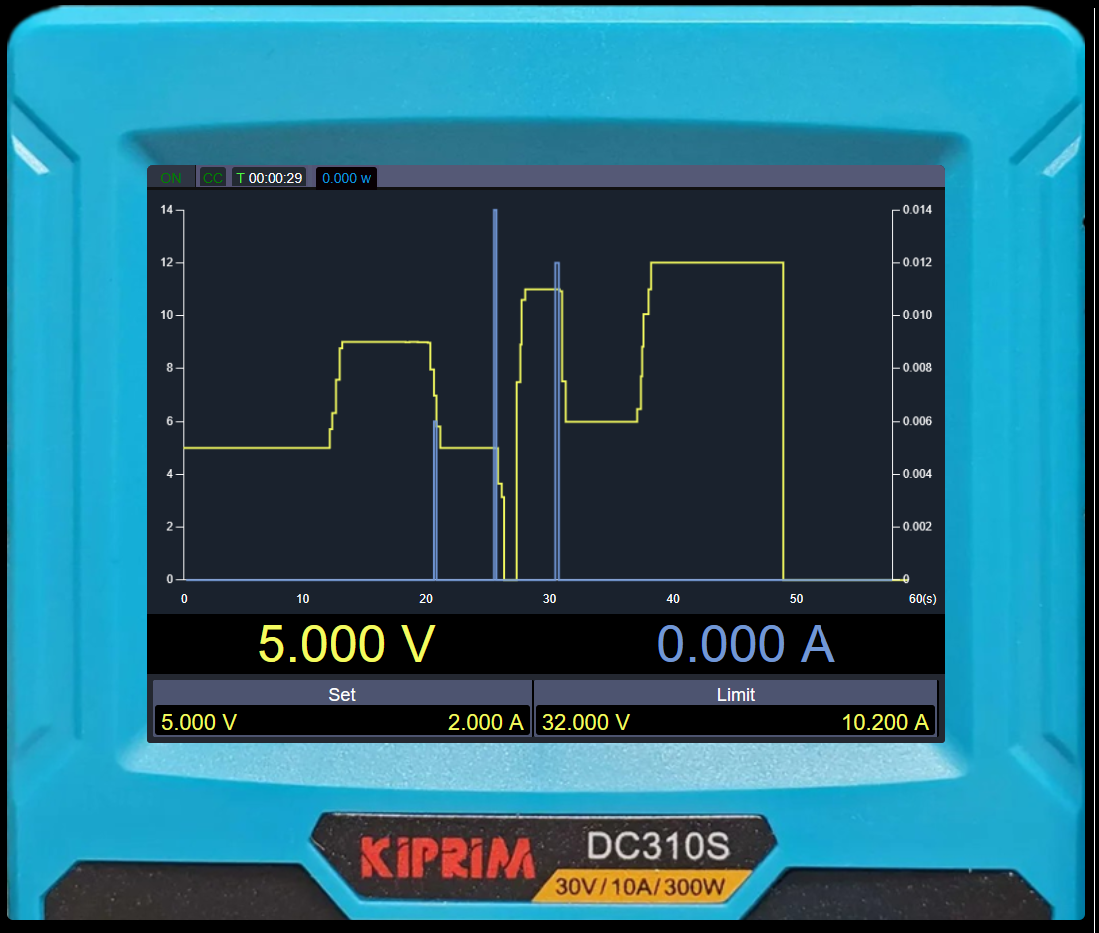 ON CC T 00:00:29 0.000 w
14 0.014
12 0.012
10 0.010
8 0.008
6 0.006
4 0.004
2 0.002
0 0
0 10 20 30 40 50 60(s)
5.000 V 0.000 A
Set Limit
5.000 V 2.000 A 32.000 V 10.200 A
KIPRIM DC310S
30V/10A/300W